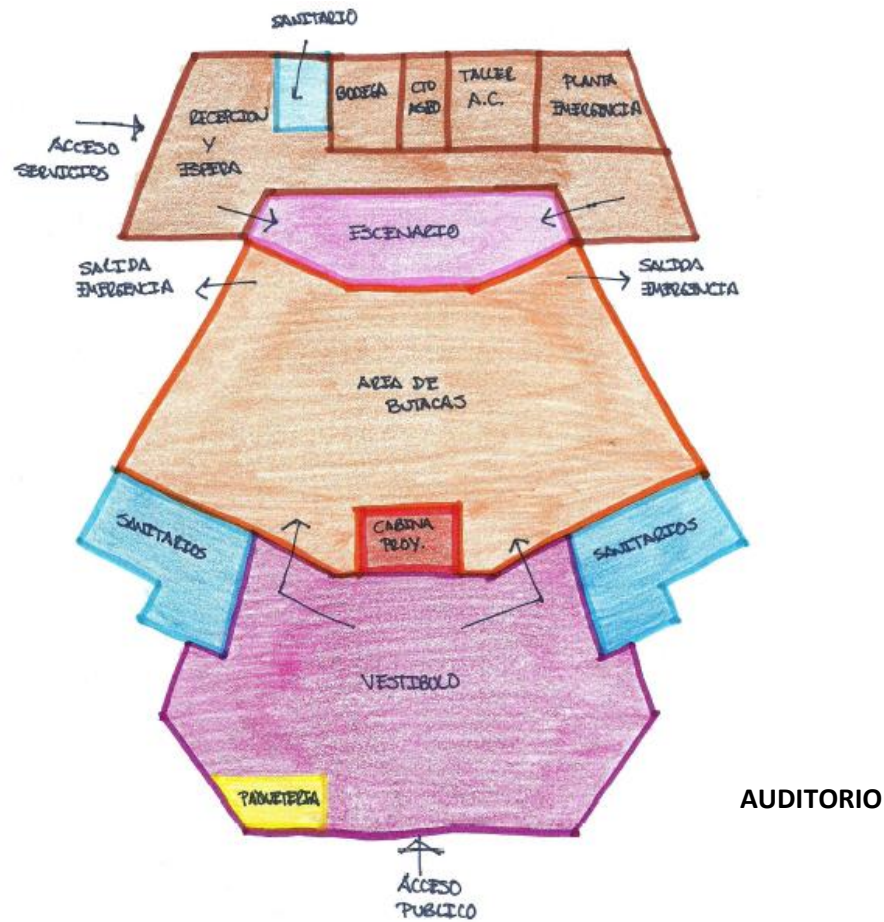 SANITARIO
RECEPCION
Y
ESPERA
BODEGA
CTO
ASEO
TALLER
A.C.
PLANTA
EMERGENCIA
ACCESO
SERVICIOS
ESCENARIO
SALIDA
EMERGENCIA
SALIDA
EMERGENCIA
AREA DE
BUTACAS
SANITARIOS
CABINA
PROY.
SANITARIOS
VESTIBULO
PAQUETERIA
AUDITORIO
ACCESO
PUBLICO